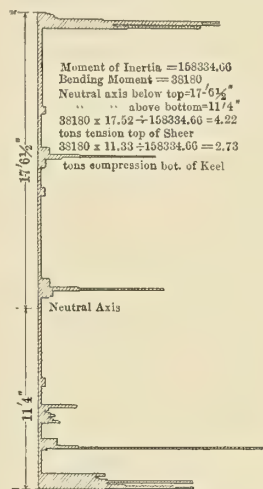 Moment of Inertia = 158334.66
Bending Moment = 38180
Neutral axis below top=17'6½"
" " above bottom=11'4"
38180 x 17.52 ÷ 158334.66 = 4.22
tons tension top of Sheer
38180 x 11.33 ÷ 158334.66 = 2.73
tons compression bot. of Keel
17'6½"
Neutral Axis
11'4"